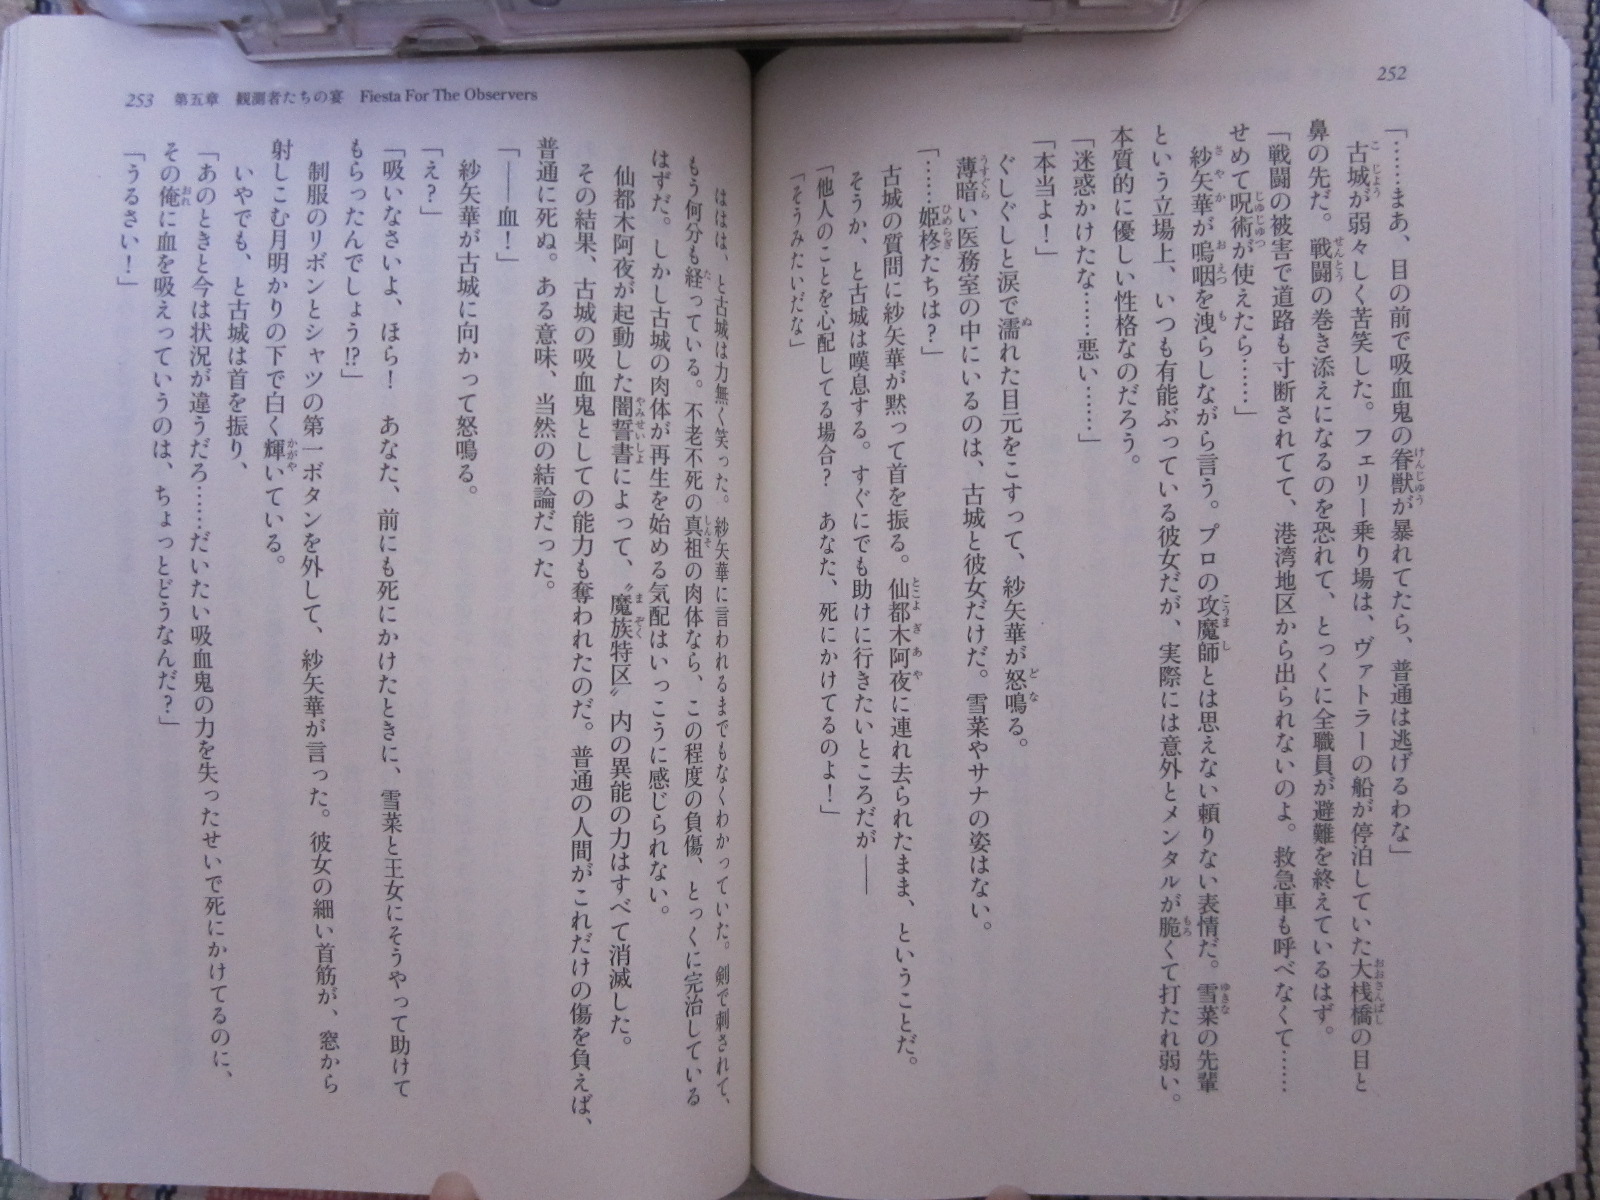 252
「……まあ、目の前で吸血鬼の眷獣が暴れてたら、普通は逃げるわな」
古城が弱々しく苦笑した。フェリー乗り場は、ヴァトラーの船が停泊していた大桟橋の目と
鼻の先だ。戦闘の巻き添えになるのを恐れて、とっくに全職員が避難を終えているはず。
「戦闘の被害で道路も寸断されてて、港湾地区から出られないのよ。救急車も呼べなくて……
せめて呪術が使えたら……」
紗矢華が嗚咽を洩らしながら言う。プロの攻魔師とは思えない頼りない表情だ。雪菜の先輩
という立場上、いつも有能ぶっている彼女だが、実際には意外とメンタルが脆くて打たれ弱い。
本質的に優しい性格なのだろう。
「迷惑かけたな……悪い……」
「本当よ！」
ぐしぐしと涙で濡れた目元をこすって、紗矢華が怒鳴る。
薄暗い医務室の中にいるのは、古城と彼女だけだ。雪菜やサナの姿はない。
「……姫柊たちは？」
古城の質問に紗矢華が黙って首を振る。仙都木阿夜に連れ去られたまま、ということだ。
そうか、と古城は嘆息する。すぐにでも助けに行きたいところだが――
「他人のことを心配してる場合？　あなた、死にかけてるのよ！」
「そうみたいだな」
253　第五章　観測者たちの宴　Fiesta For The Observers
ははは、と古城は力無く笑った。紗矢華に言われるまでもなくわかっていた。剣で刺されて、
もう何分も経っている。不老不死の真祖の肉体なら、この程度の負傷、とっくに完治している
はずだ。しかし古城の肉体が再生を始める気配はいっこうに感じられない。
仙都木阿夜が起動した闇誓書によって、〝魔族特区〟内の異能の力はすべて消滅した。
その結果、古城の吸血鬼としての能力も奪われたのだ。普通の人間がこれだけの傷を負えば、
普通に死ぬ。ある意味、当然の結論だった。
「――血！」
紗矢華が古城に向かって怒鳴る。
「え？」
「吸いなさいよ、ほら！　あなた、前にも死にかけたときに、雪菜と王女にそうやって助けて
もらったんでしょう!?」
制服のリボンとシャツの第一ボタンを外して、紗矢華が言った。彼女の細い首筋が、窓から
射しこむ月明かりの下で白く輝いている。
いやでも、と古城は首を振り、
「あのときと今は状況が違うだろ……だいたい吸血鬼の力を失ったせいで死にかけてるのに、
その俺に血を吸えっていうのは、ちょっとどうなんだ？」
「うるさい！」